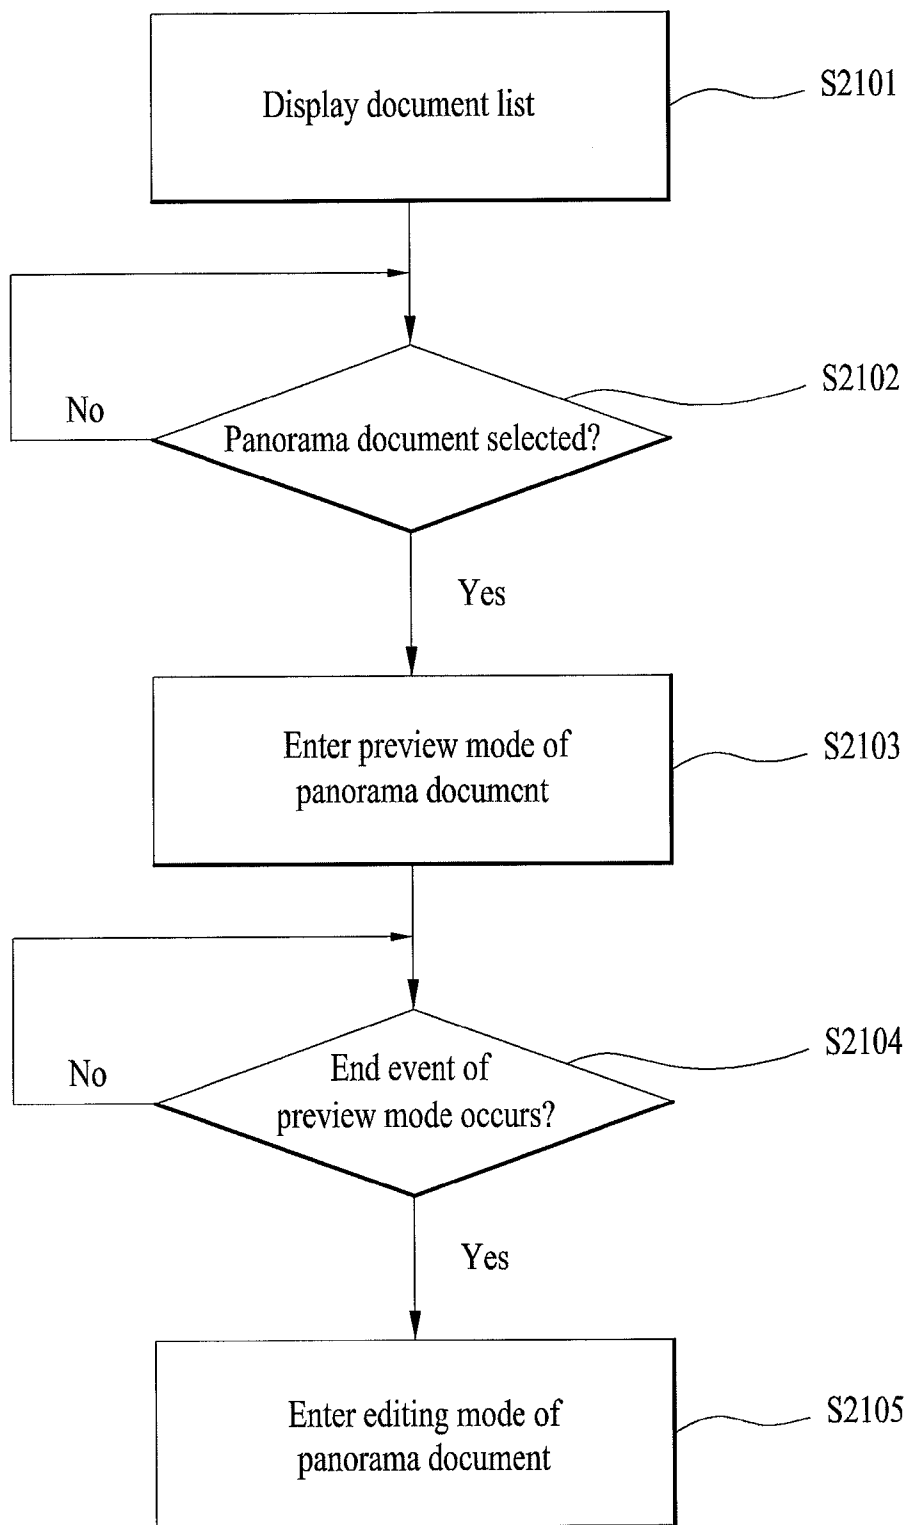 Display document list
S2101
S2102
No
Panorama document selected?
Yes
Enter preview mode of
panorama document
S2103
S2104
No
End event of
preview mode occurs?
Yes
Enter editing mode of
panorama document
S2105